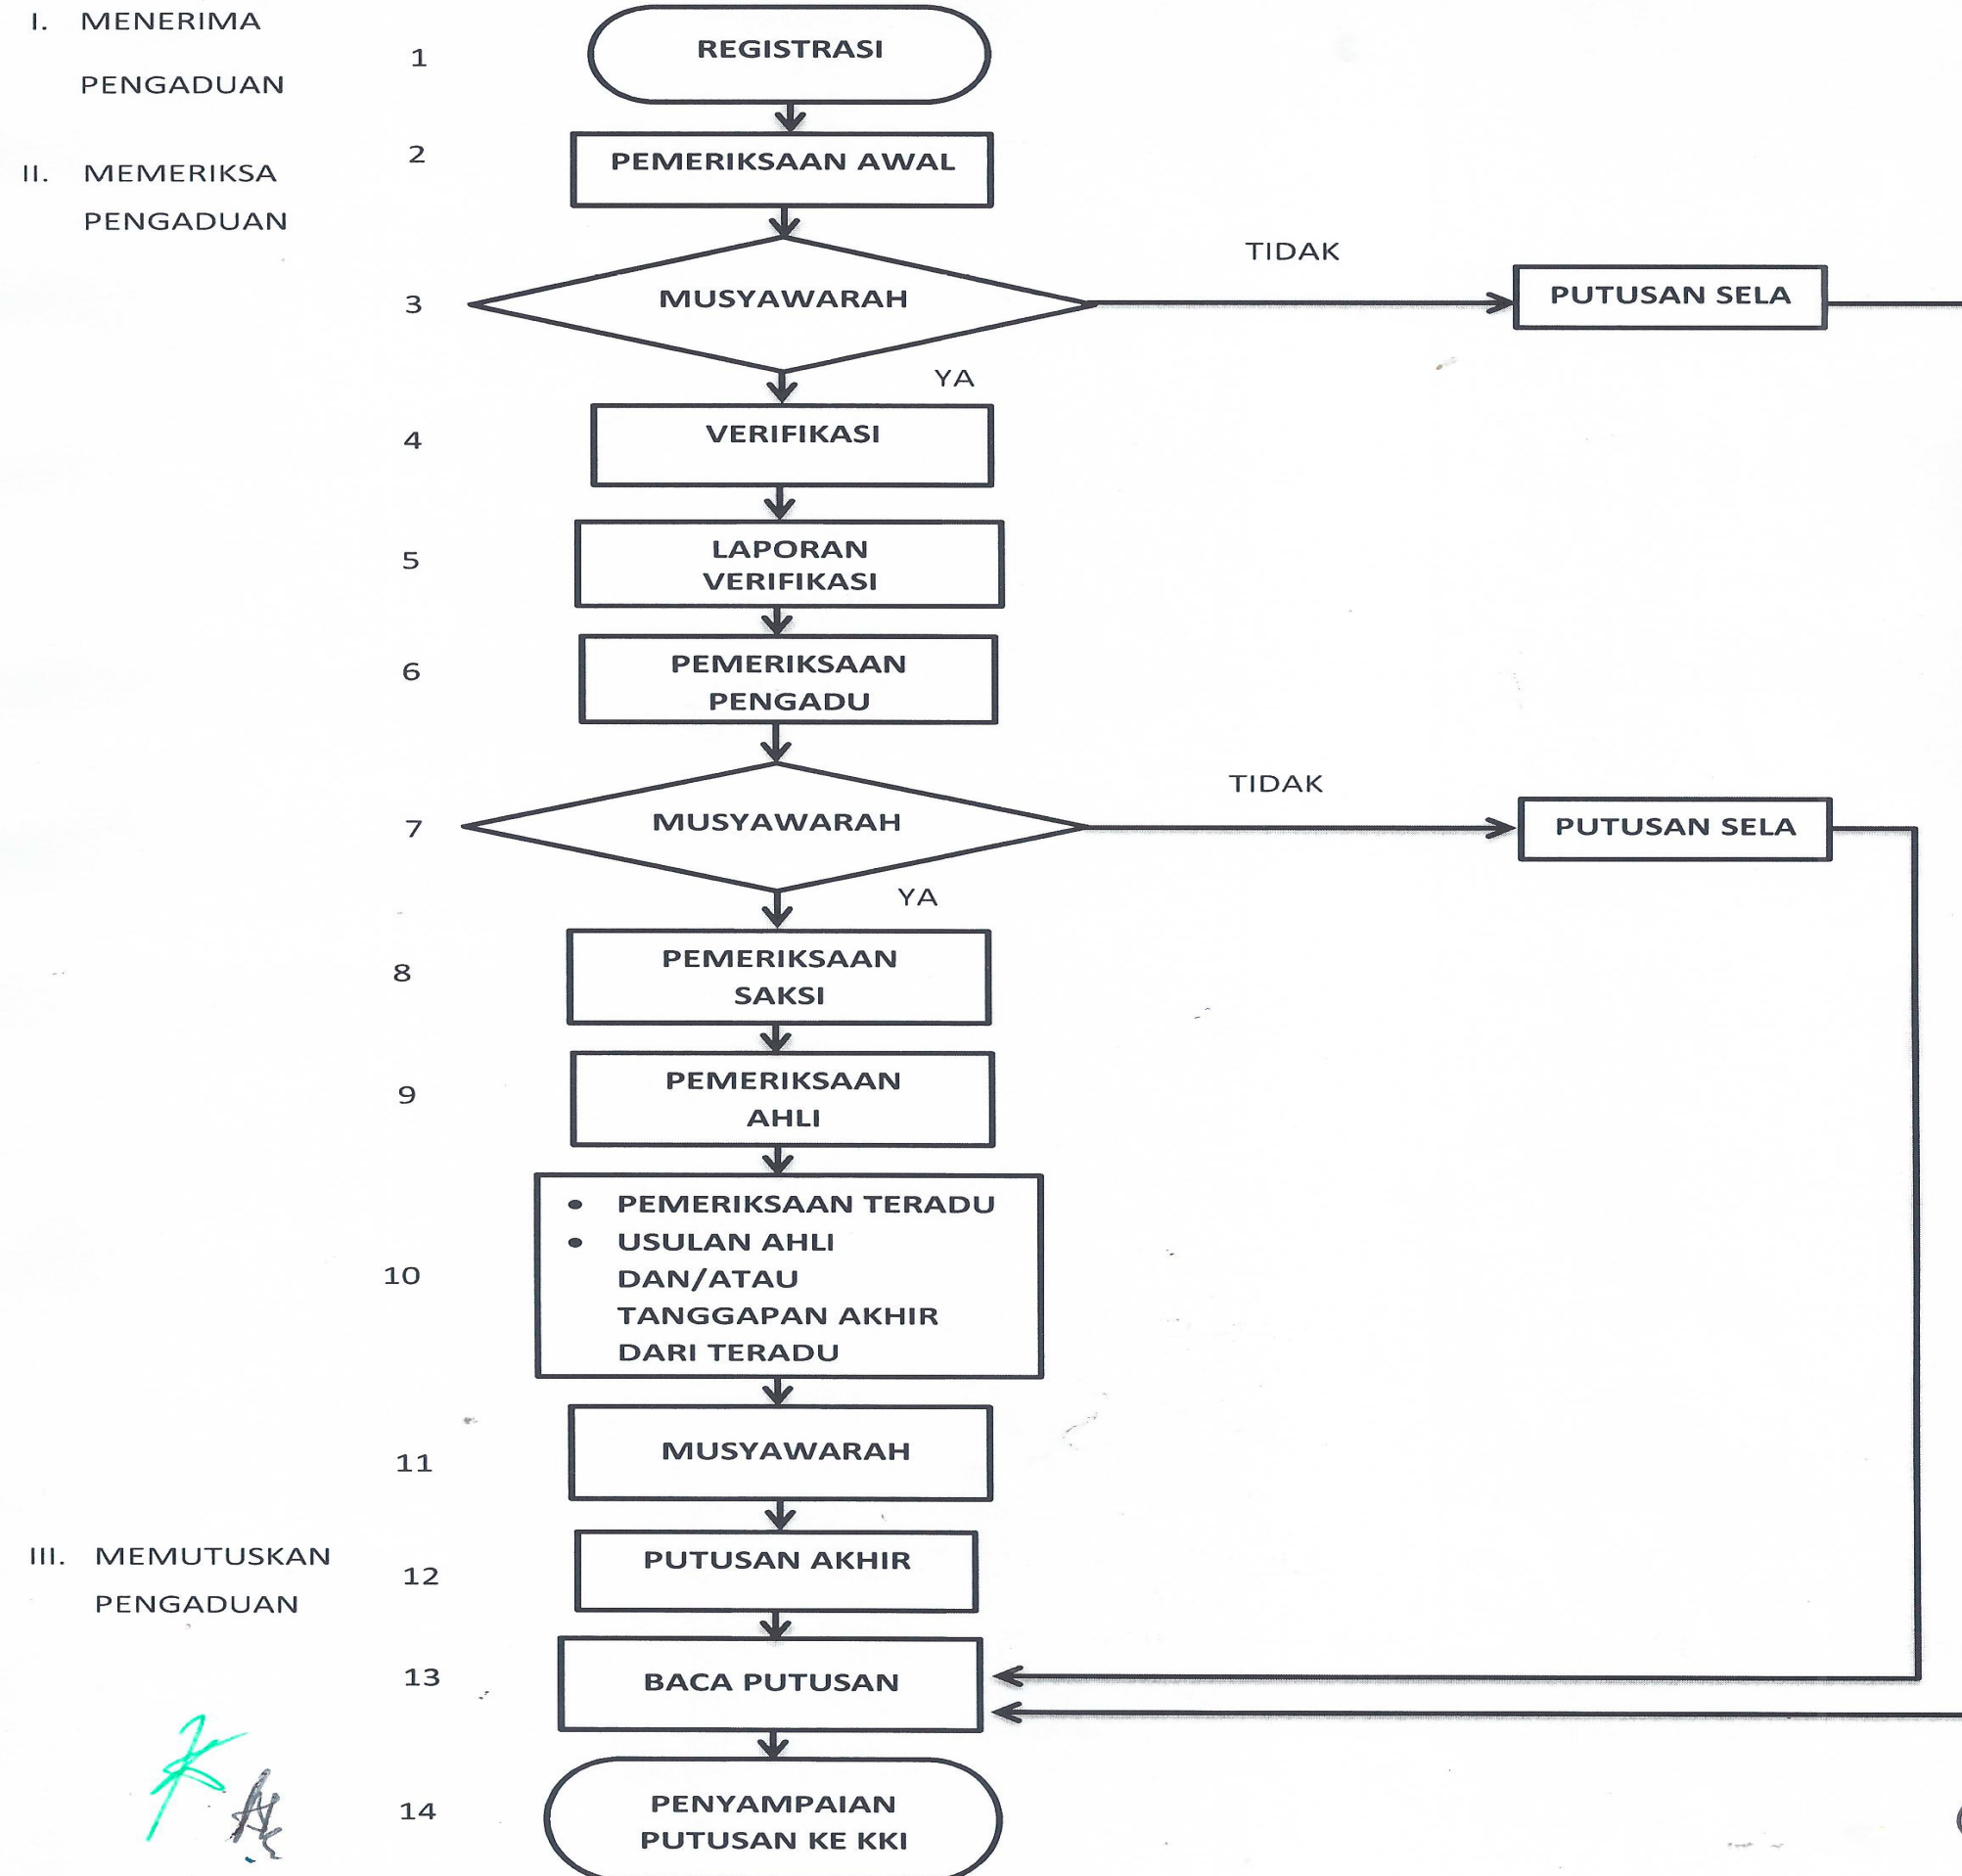 I. MENERIMA
PENGADUAN
1
REGISTRASI
II. MEMERIKSA
PENGADUAN
2
PEMERIKSAAN AWAL
3
MUSYAWARAH
TIDAK
PUTUSAN SELA
YA
4
VERIFIKASI
5
LAPORAN
VERIFIKASI
6
PEMERIKSAAN
PENGADU
7
MUSYAWARAH
TIDAK
PUTUSAN SELA
YA
8
PEMERIKSAAN
SAKSI
9
PEMERIKSAAN
AHLI
10
• PEMERIKSAAN TERADU
• USULAN AHLI
DAN/ATAU
TANGGAPAN AKHIR
DARI TERADU
11
MUSYAWARAH
III. MEMUTUSKAN
PENGADUAN
12
PUTUSAN AKHIR
13
BACA PUTUSAN
14
PENYAMPAIAN
PUTUSAN KE KKI